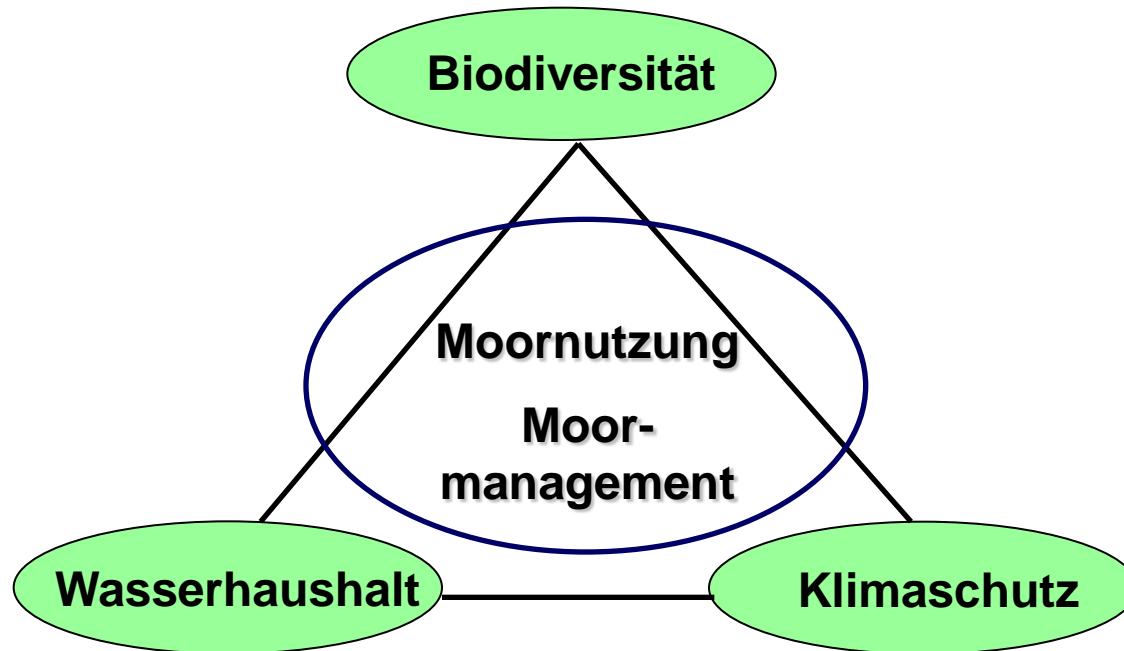 Biodiversität
Moornutzung
Moor-
management
Wasserhaushalt
Klimaschutz